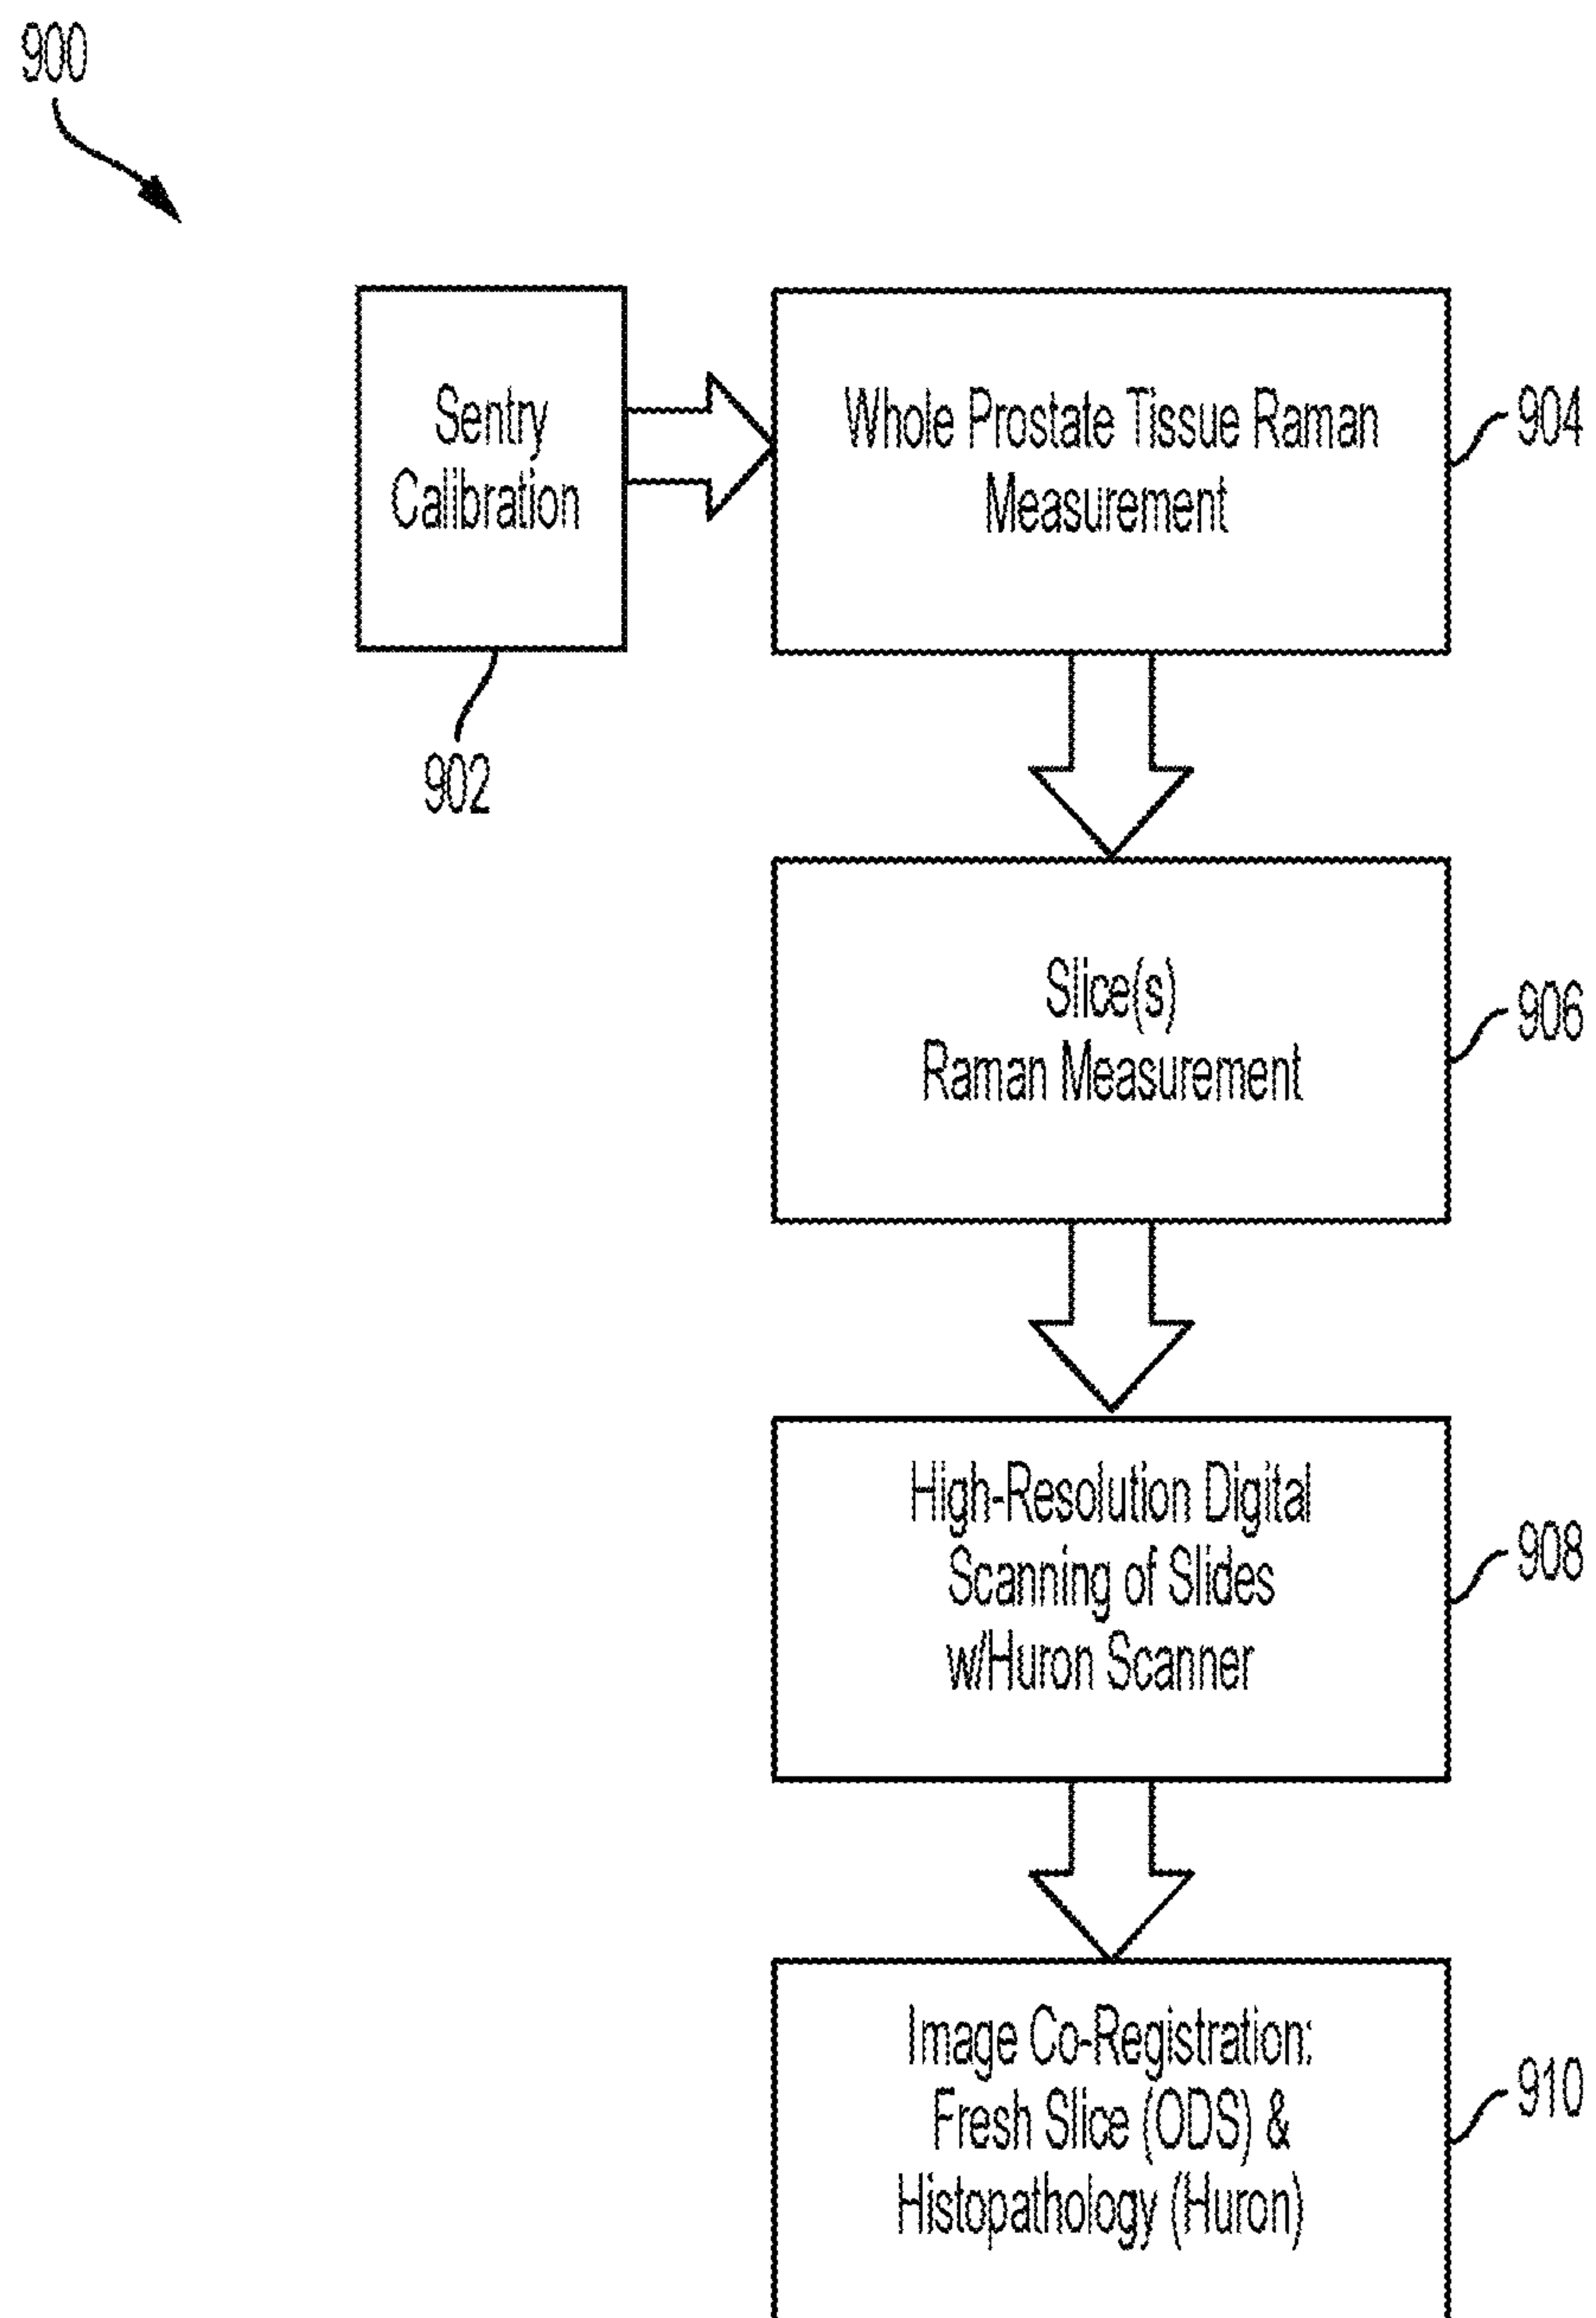 900
Sentry
Calibration
902
Whole Prostate Tissue Raman
Measurement
904
Slice(s)
Raman Measurement
906
High-Resolution Digital
Scanning of Slides
w/Huron Scanner
908
Image Co-Registration:
Fresh Slice (ODS) &
Histopathology (Huron)
910